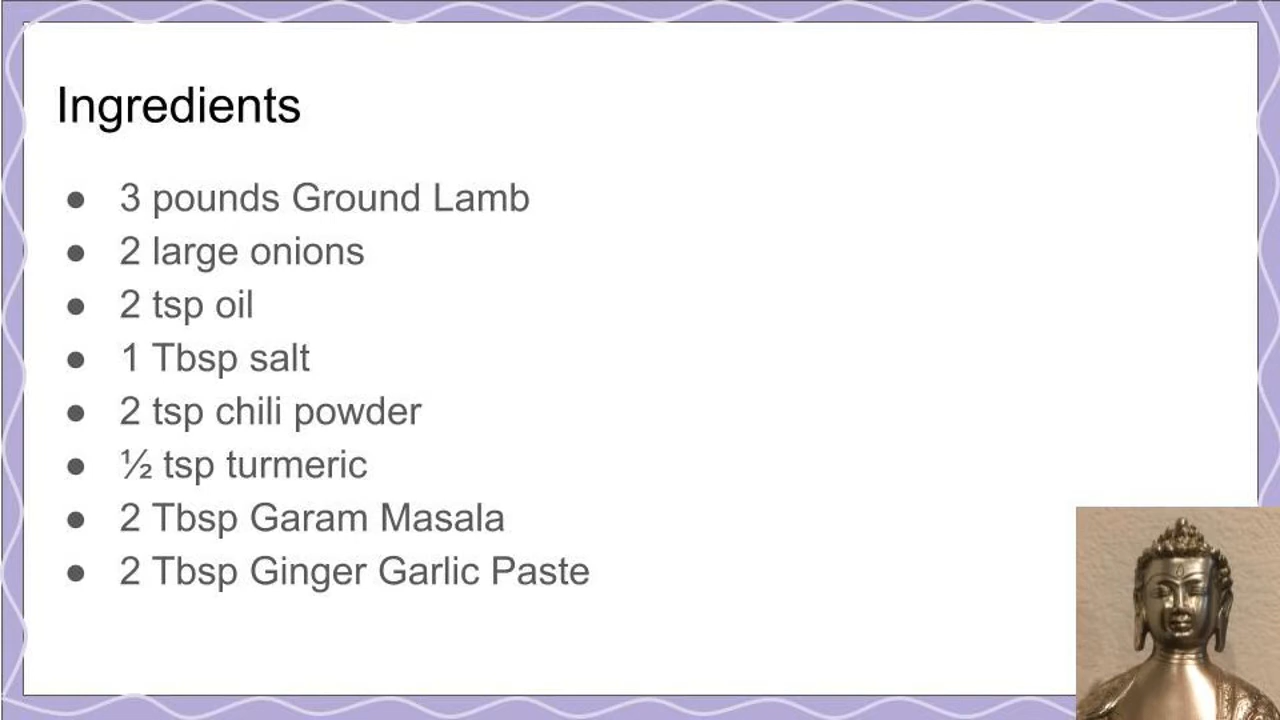 Ingredients
● 3 pounds Ground Lamb
● 2 large onions
● 2 tsp oil
● 1 Tbsp salt
● 2 tsp chili powder
● ½ tsp turmeric
● 2 Tbsp Garam Masala
● 2 Tbsp Ginger Garlic Paste